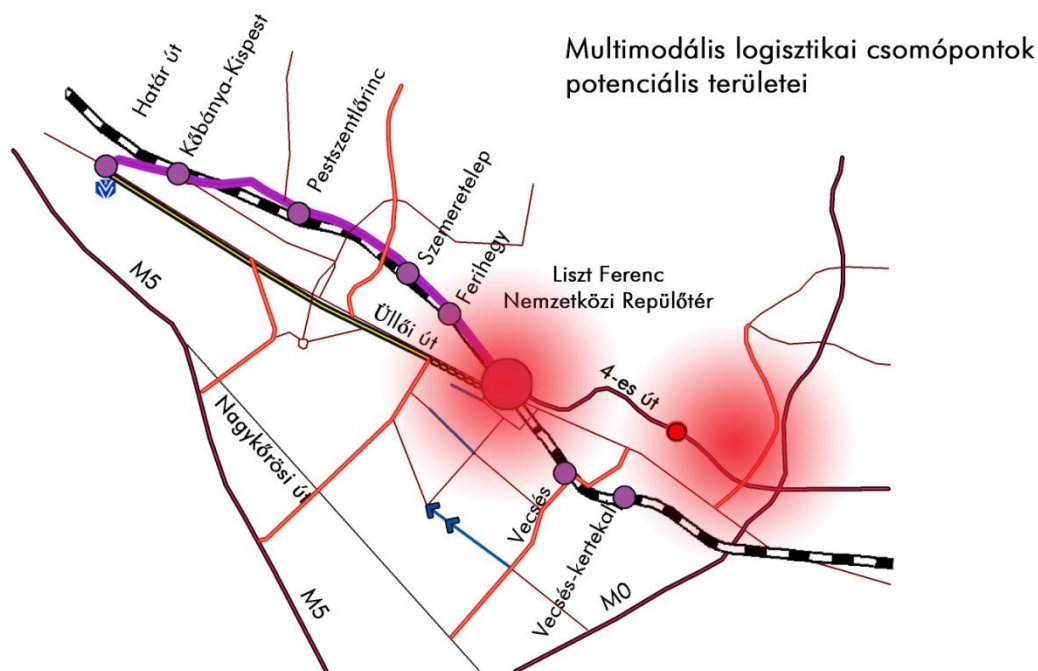 Multimodális logisztikai csomópontok
potenciális területei
Határ út
Kőbánya-Kispest
Pestszentlőrinc
Szemeretelep
Ferihegy
Liszt Ferenc
Nemzetközi Repülőtér
M5
Üllői út
4-es út
Nagykőrösi út
Vecsés
Vecsés-kertekal
M5
M0